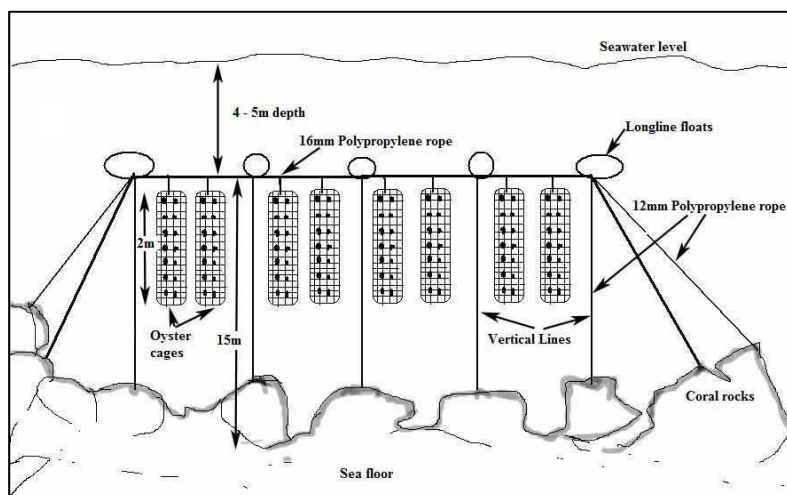 Seawater level
4 - 5m depth
Longline floats
16mm Polypropylene rope
12mm Polypropylene rope
2m
Oyster
cages
15m
Vertical Lines
Coral rocks
Sea floor